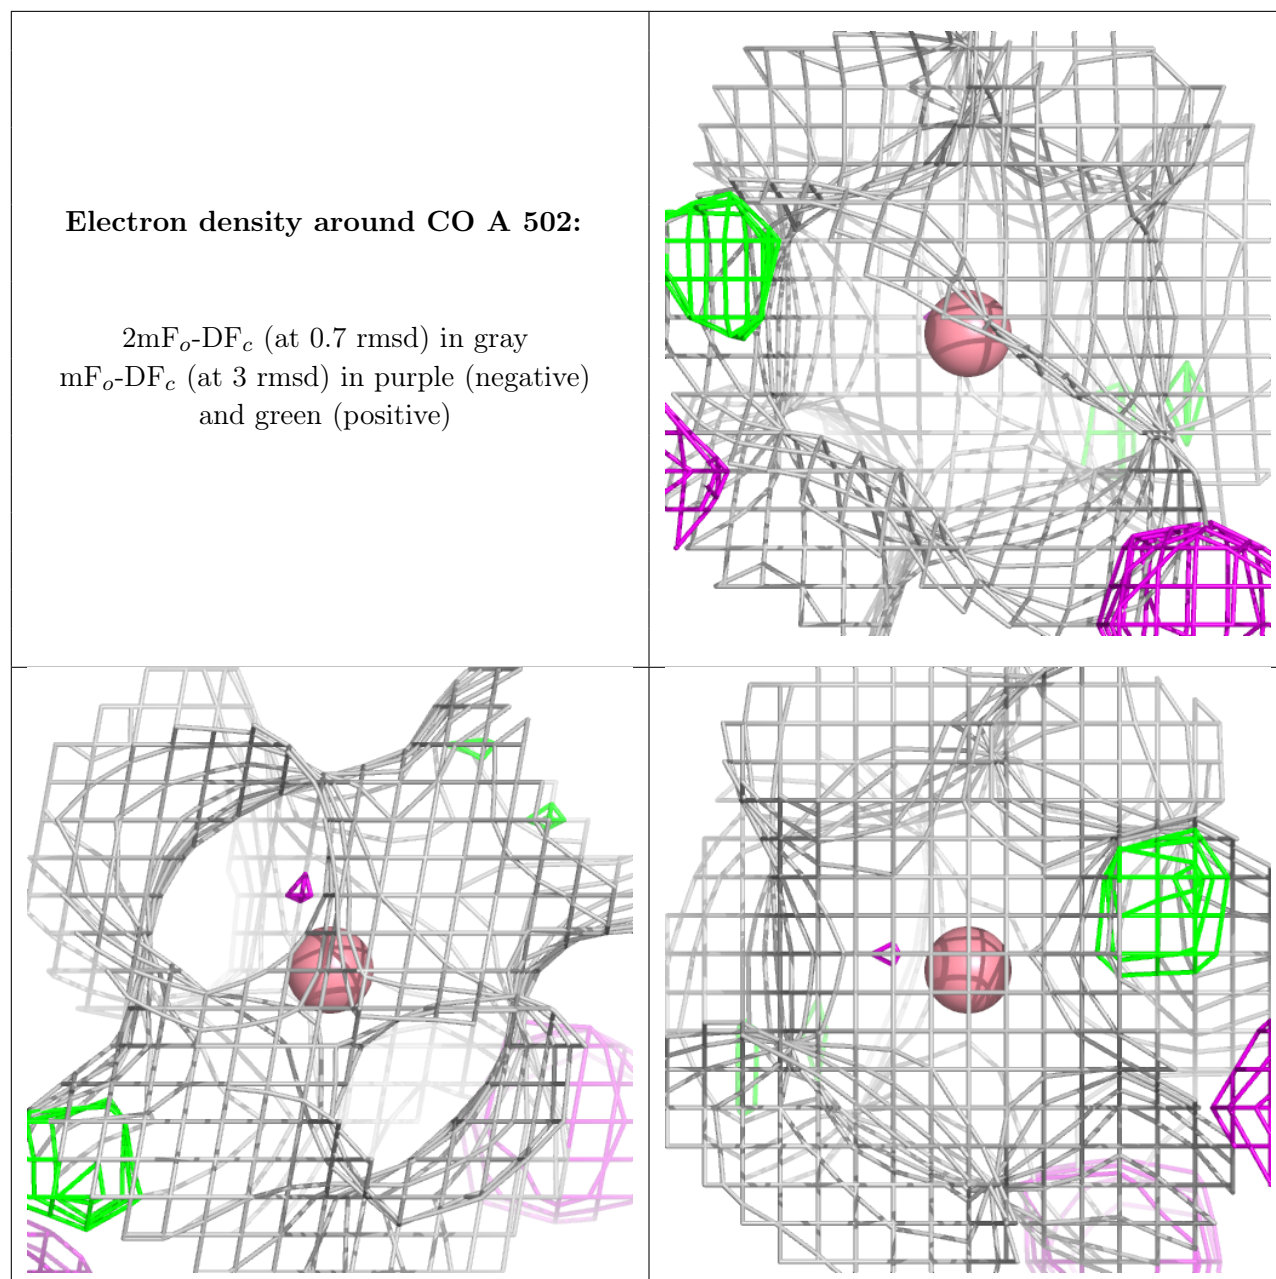 Electron density around CO A 502:
2mFo-DFc (at 0.7 rmsd) in gray
mFo-DFc (at 3 rmsd) in purple (negative)
and green (positive)